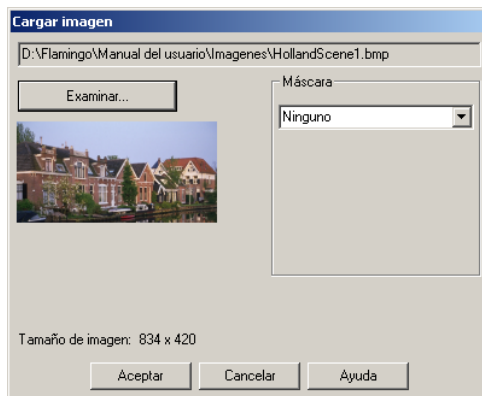 Cargar imagen
D:\Flamingo\Manual del usuario\Imagenes\HollandScene1.bmp
Examinar...
Máscara
Ninguno
Tamaño de imagen: 834 x 420
Aceptar
Cancelar
Ayuda